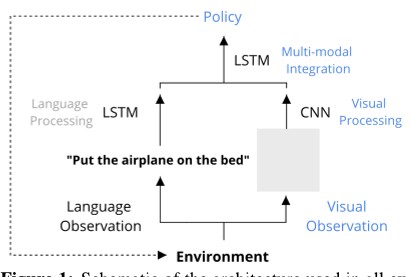 Policy
LSTM
Multi-modal
Integration
Language
Processing
LSTM
CNN
Visual
Processing
"Put the airplane on the bed"
Language
Observation
Visual
Observation
Environment
Figure 1: Schematic of the architecture used in all